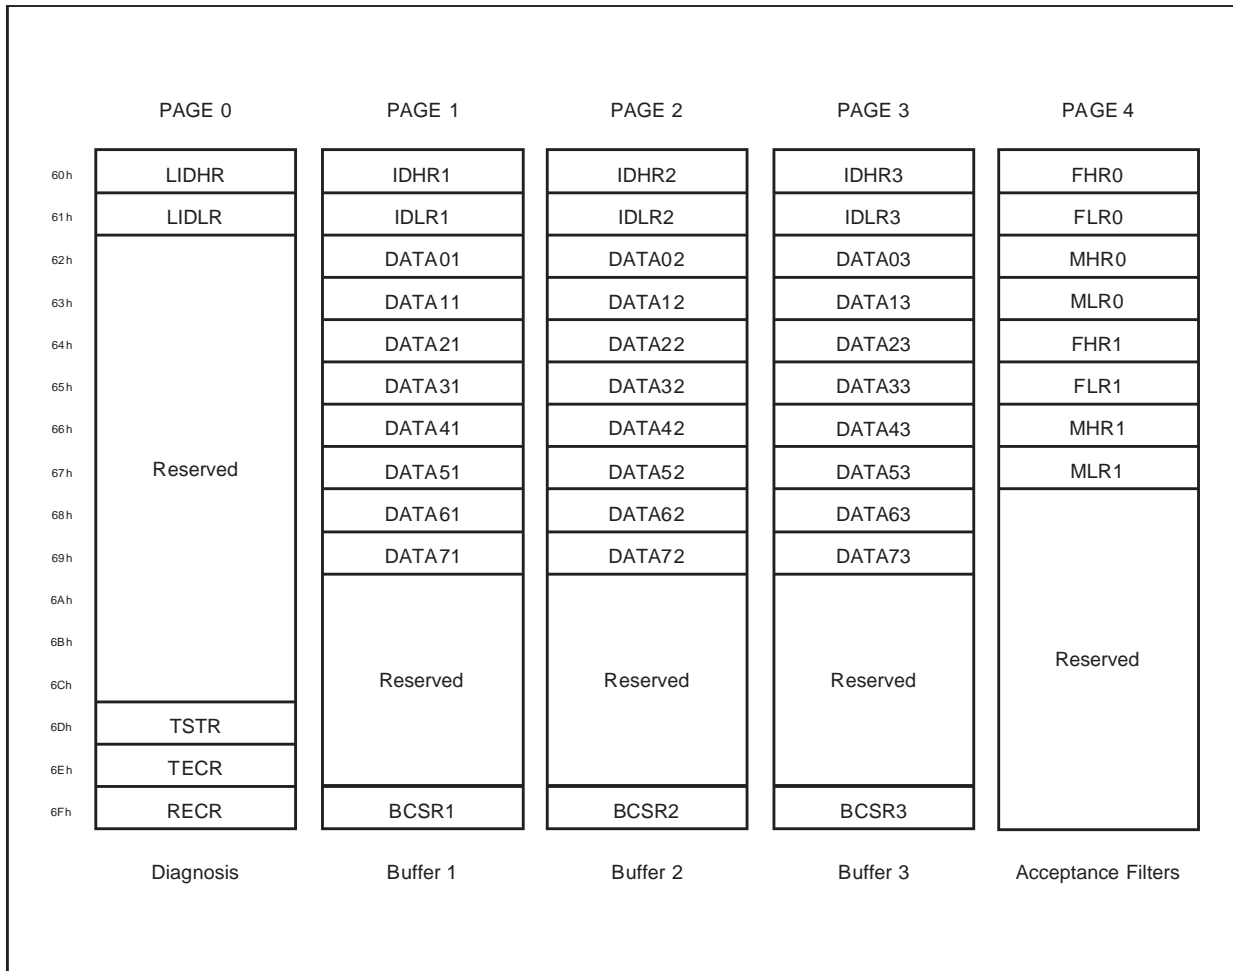 PAGE 0 PAGE 1 PAGE 2 PAGE 3 PAGE 4
60h LIDHR IDHR1 IDHR2 IDHR3 FHR0
61h LIDLR IDLR1 IDLR2 IDLR3 FLR0
62h DATA01 DATA02 DATA03 MHR0
63h DATA11 DATA12 DATA13 MLR0
64h DATA21 DATA22 DATA23 FHR1
65h DATA31 DATA32 DATA33 FLR1
66h DATA41 DATA42 DATA43 MHR1
67h Reserved DATA51 DATA52 DATA53 MLR1
68h DATA61 DATA62 DATA63
69h DATA71 DATA72 DATA73
6Ah
6Bh
Reserved
6Ch Reserved Reserved Reserved
6Dh TSTR
6Eh TECR
6Fh RECR BCSR1 BCSR2 BCSR3
Diagnosis Buffer 1 Buffer 2 Buffer 3 Acceptance Filters